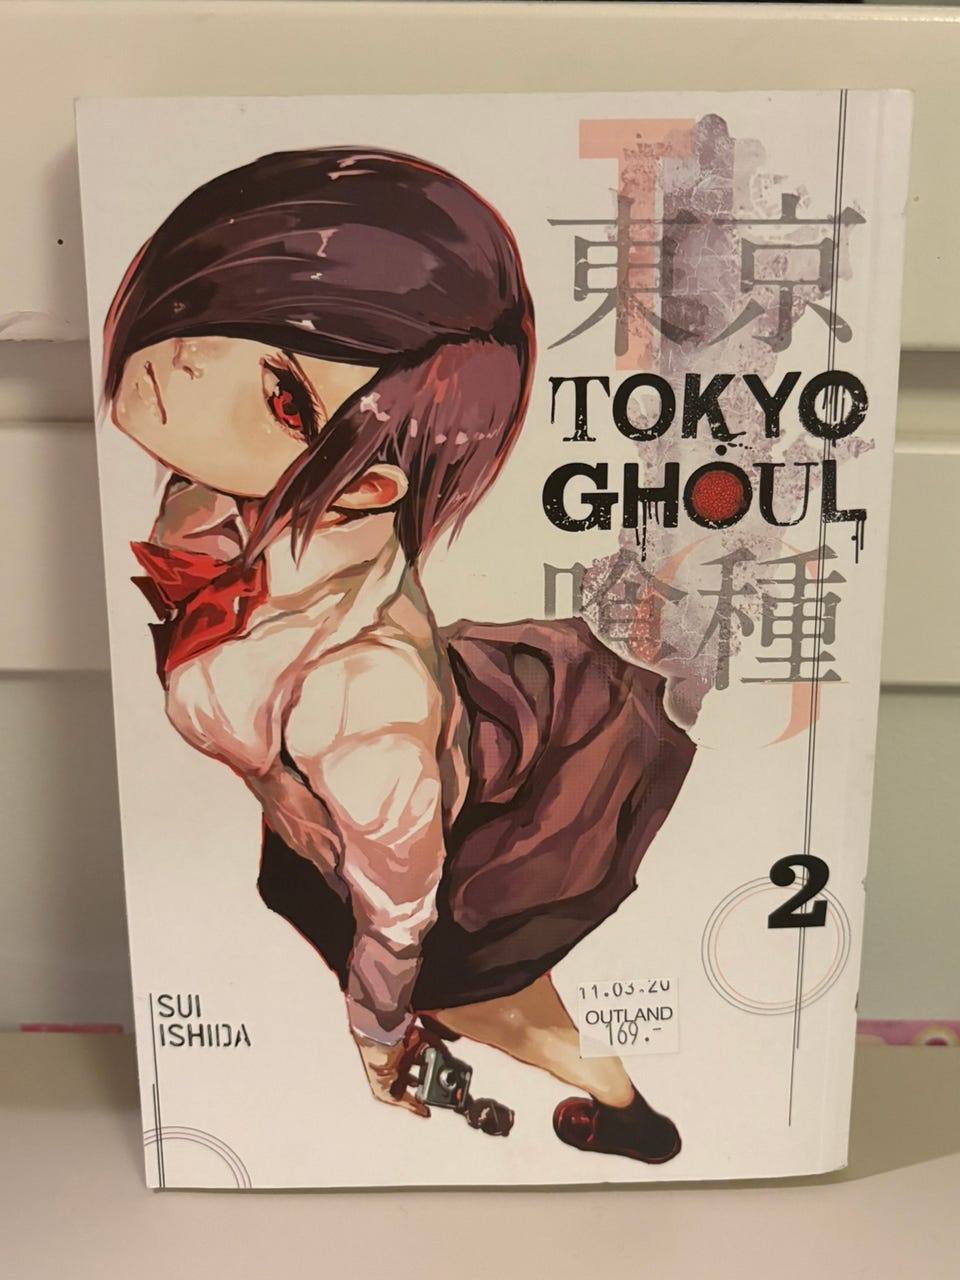 東京
TOKYO
GHOUL
喰種
2
SUI
ISHIDA
11.03.20
OUTLAND
169.-